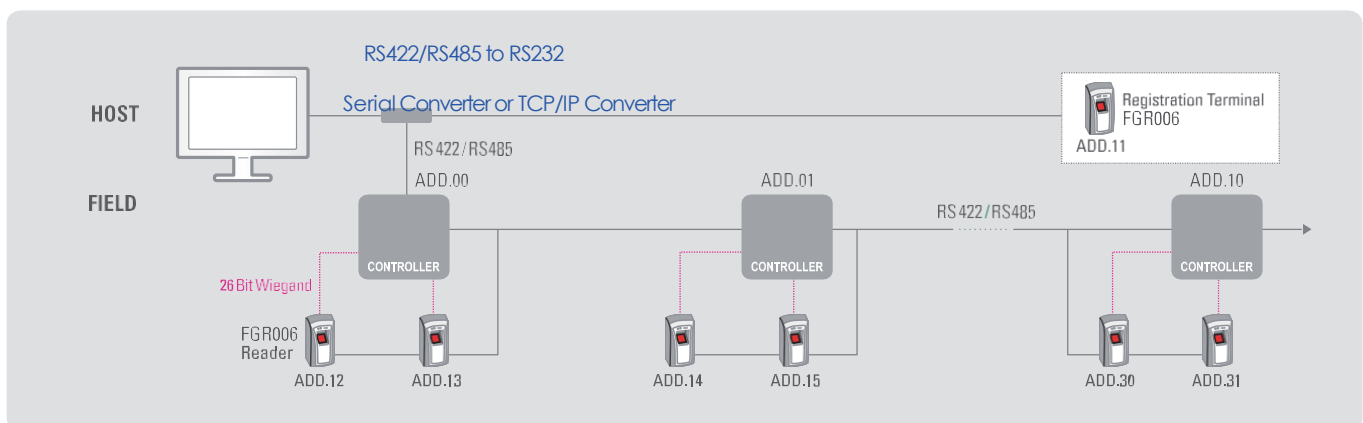 RS422/RS485 to RS232
Serial Converter or TCP/IP Converter
HOST
Registration Terminal
FGR006
ADD.11
RS422/RS485
ADD.00
ADD.01
ADD.10
FIELD
RS422/RS485
CONTROLLER
CONTROLLER
CONTROLLER
26 Bit Wiegand
FGR006
Reader
ADD.12
ADD.13
ADD.14
ADD.15
ADD.30
ADD.31